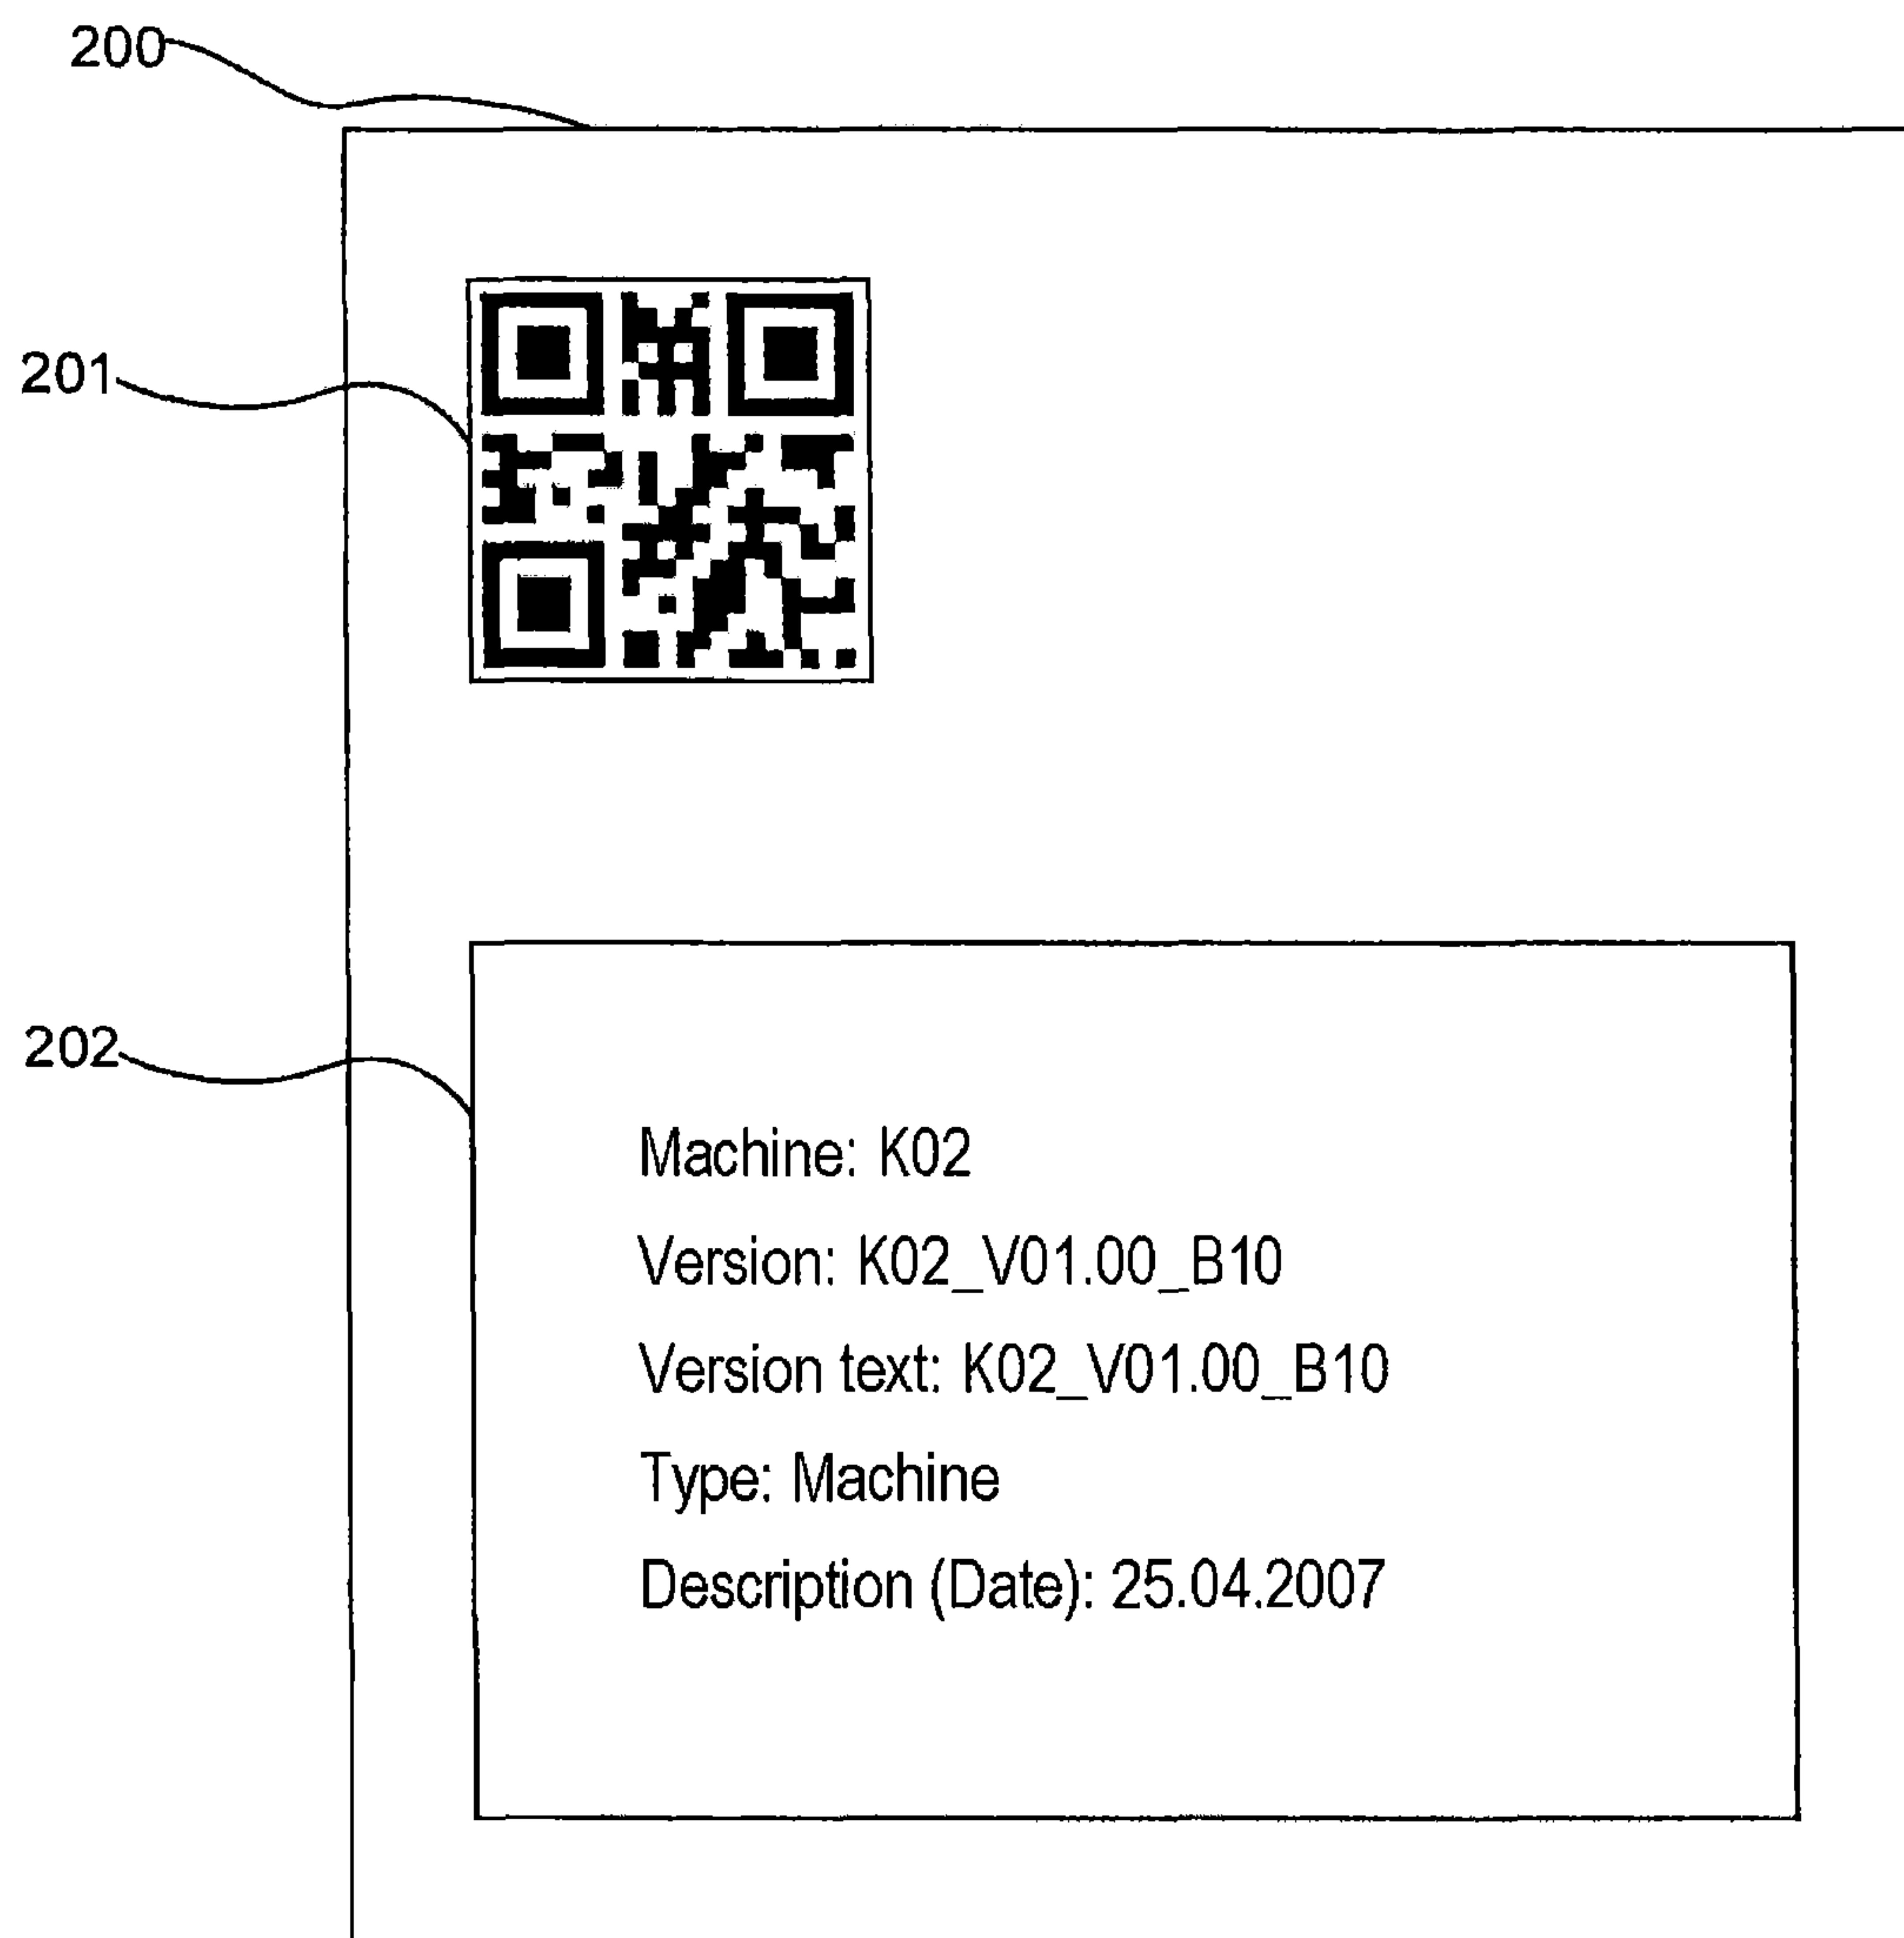 200
201
202
Machine: K02
Version: K02_V01.00_B10
Version text: K02_V01.00_B10
Type: Machine
Description (Date): 25.04.2007